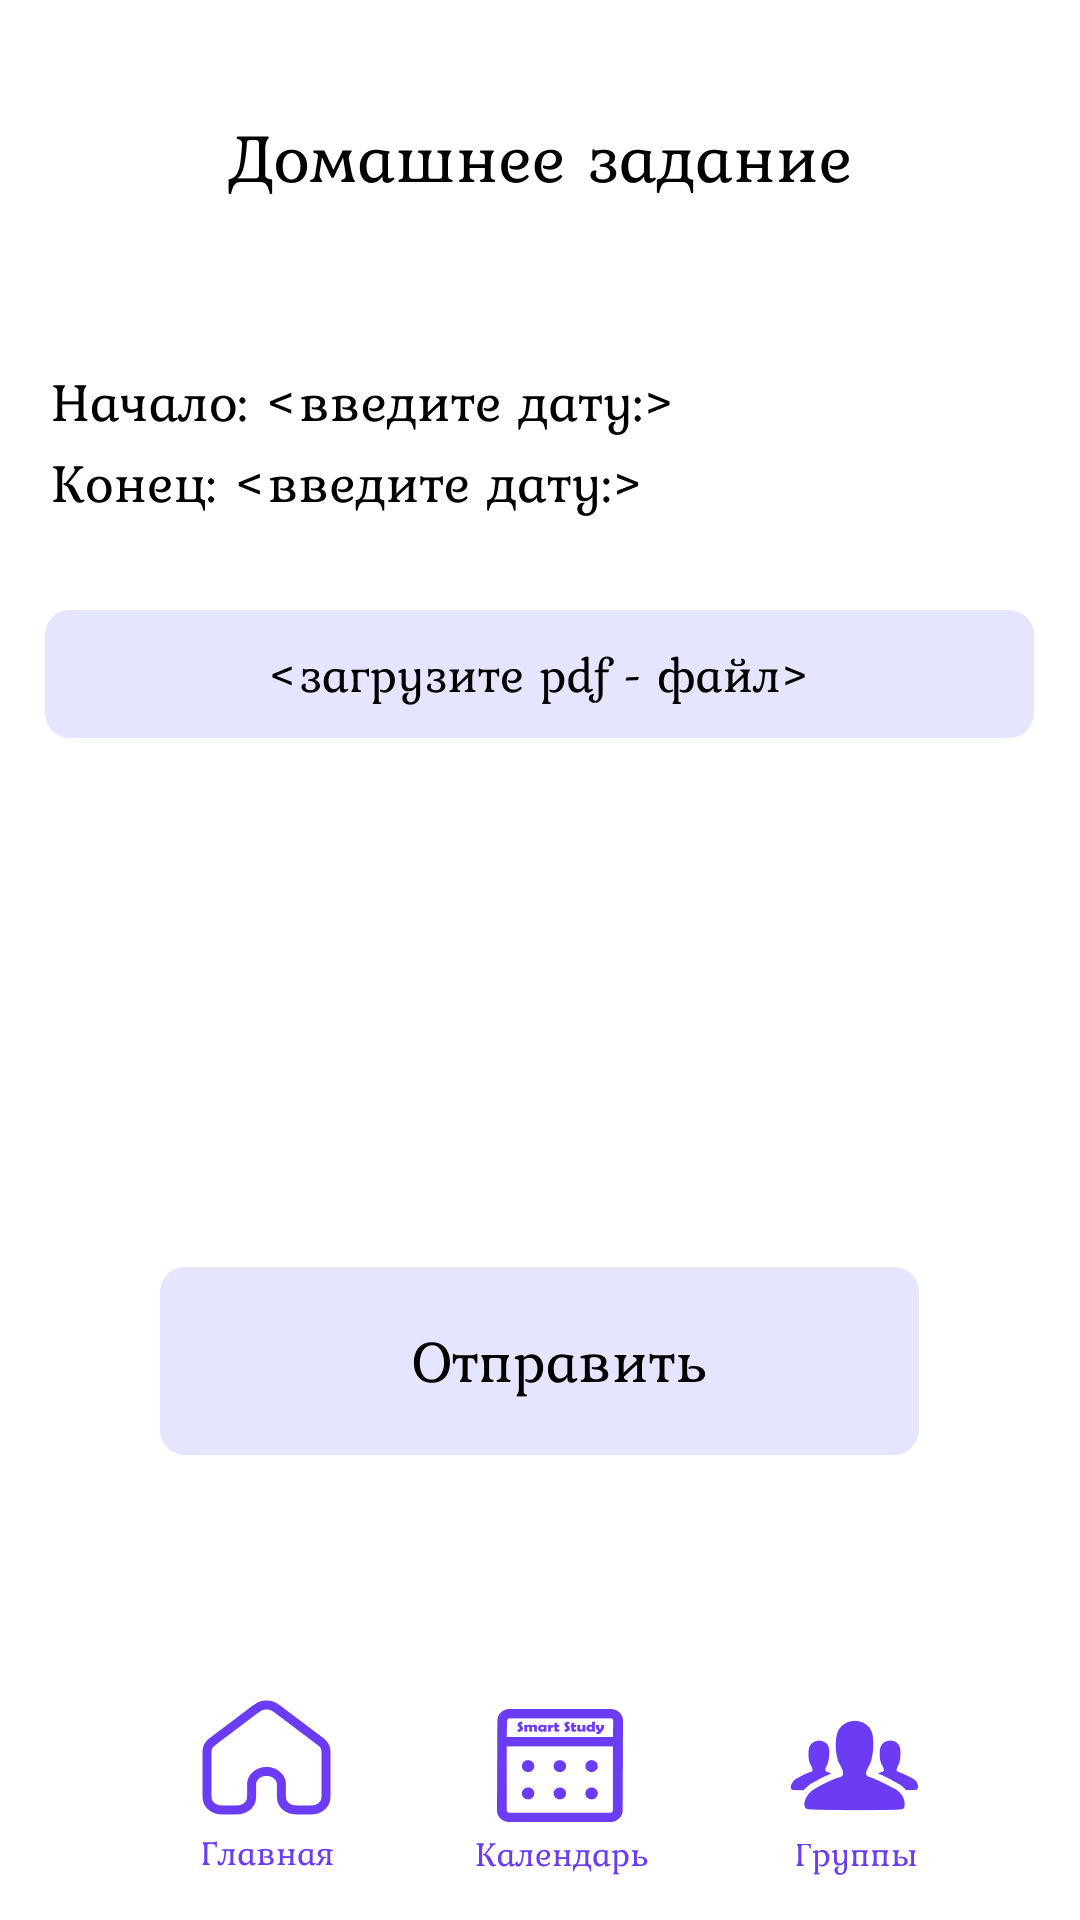 Домашнее задание
Начало: <введите дату:>
Конец: <введите дату:>
<загрузите pdf - файл>
Отправить
Smart Study
Главная
Календарь
Группы